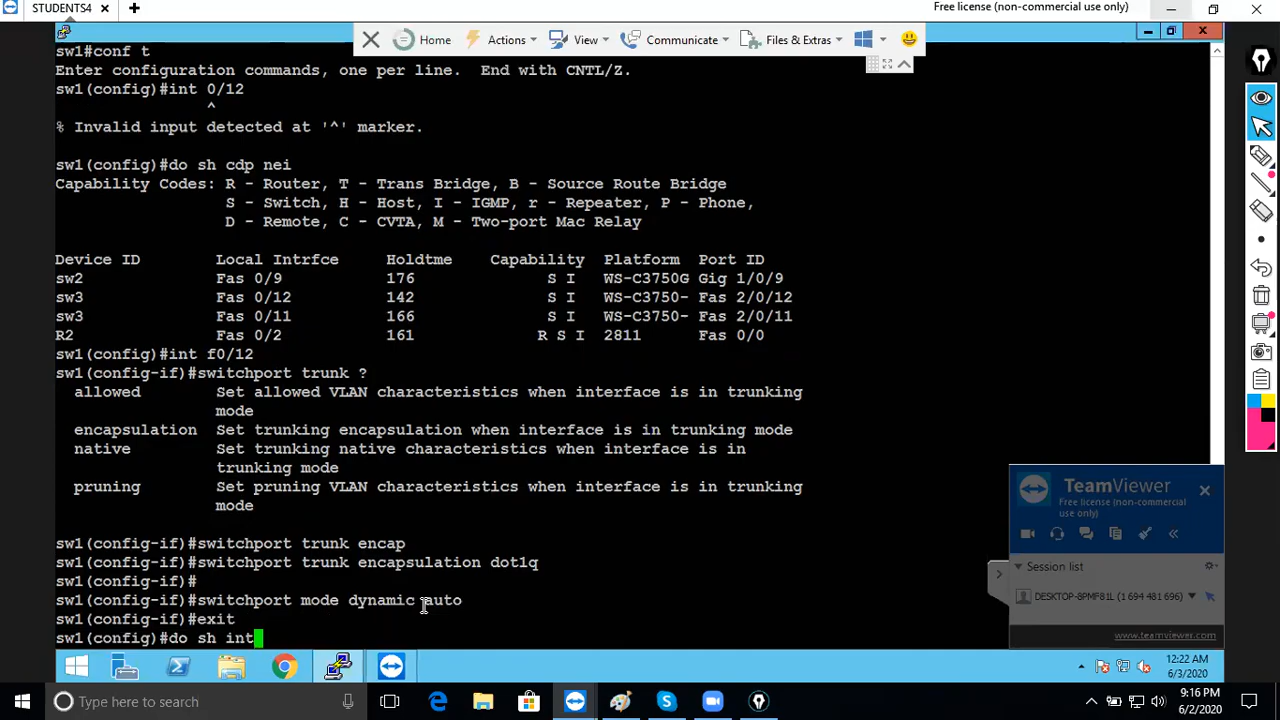 STUDENTS4
Free license (non-commercial use only)
Home
Actions
View
Communicate
Files & Extras
sw1#conf t
Enter configuration commands, one per line.  End with CNTL/Z.
sw1(config)#int 0/12
^
% Invalid input detected at '^' marker.
sw1(config)#do sh cdp nei
Capability Codes: R - Router, T - Trans Bridge, B - Source Route Bridge
S - Switch, H - Host, I - IGMP, r - Repeater, P - Phone,
D - Remote, C - CVTA, M - Two-port Mac Relay
Device ID Local Intrfce Holdtme Capability Platform Port ID
sw2 Fas 0/9 176 S I WS-C3750G Gig 1/0/9
sw3 Fas 0/12 142 S I WS-C3750- Fas 2/0/12
sw3 Fas 0/11 166 S I WS-C3750- Fas 2/0/11
R2 Fas 0/2 161 R S I 2811 Fas 0/0
sw1(config)#int f0/12
sw1(config-if)#switchport trunk ?
allowed Set allowed VLAN characteristics when interface is in trunking
mode
encapsulation Set trunking encapsulation when interface is in trunking mode
native Set trunking native characteristics when interface is in
trunking mode
pruning Set pruning VLAN characteristics when interface is in trunking
mode
sw1(config-if)#switchport trunk encap
sw1(config-if)#switchport trunk encapsulation dot1q
sw1(config-if)#
sw1(config-if)#switchport mode dynamic auto
sw1(config-if)#exit
sw1(config)#do sh int
TeamViewer
Free license (non-commercial
use only)
Session list
DESKTOP-8PMF81L (1 694 481 696)
www.teamviewer.com
12:22 AM
6/3/2020
Type here to search
9:16 PM
6/2/2020